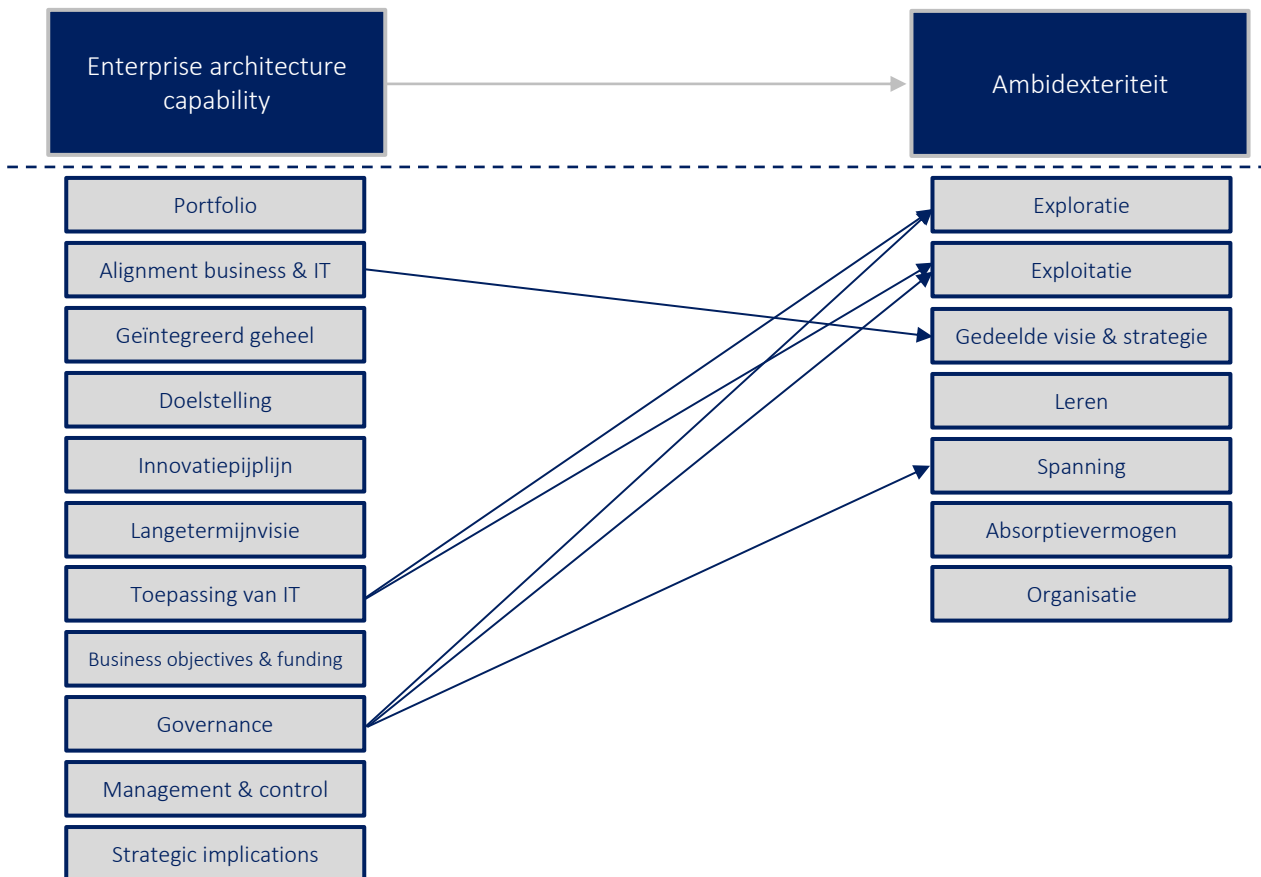 Enterprise architecture
capability
Ambidexteriteit
Portfolio
Alignment business & IT
Geïntegreerd geheel
Doelstelling
Innovatiepijplijn
Langetermijnvisie
Toepassing van IT
Business objectives & funding
Governance
Management & control
Strategic implications
Exploratie
Exploitatie
Gedeelde visie & strategie
Leren
Spanning
Absorptievermogen
Organisatie